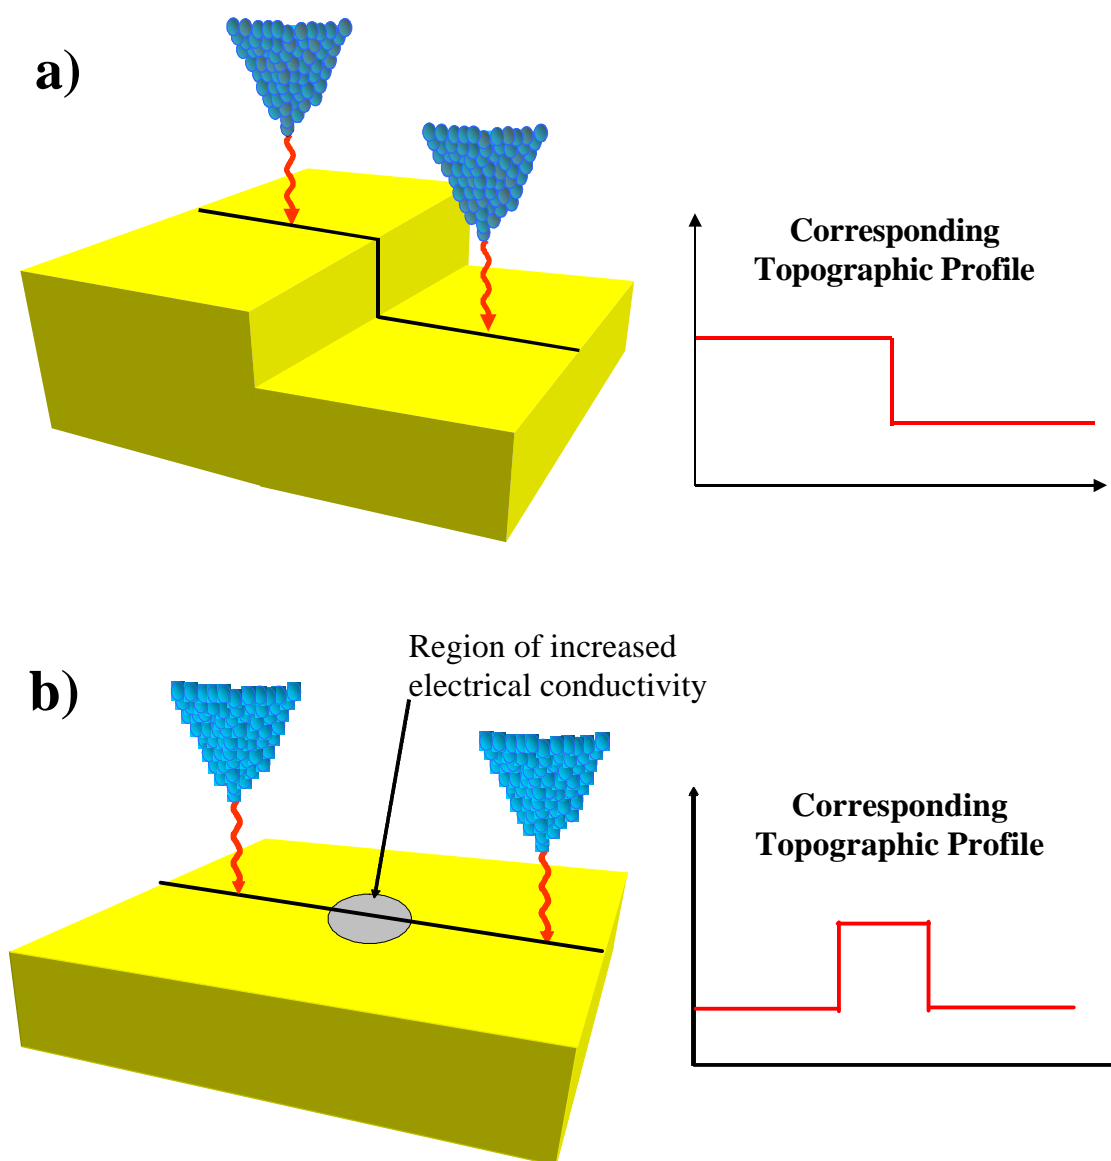 a)
Corresponding
Topographic Profile
Region of increased
electrical conductivity
b)
Corresponding
Topographic Profile